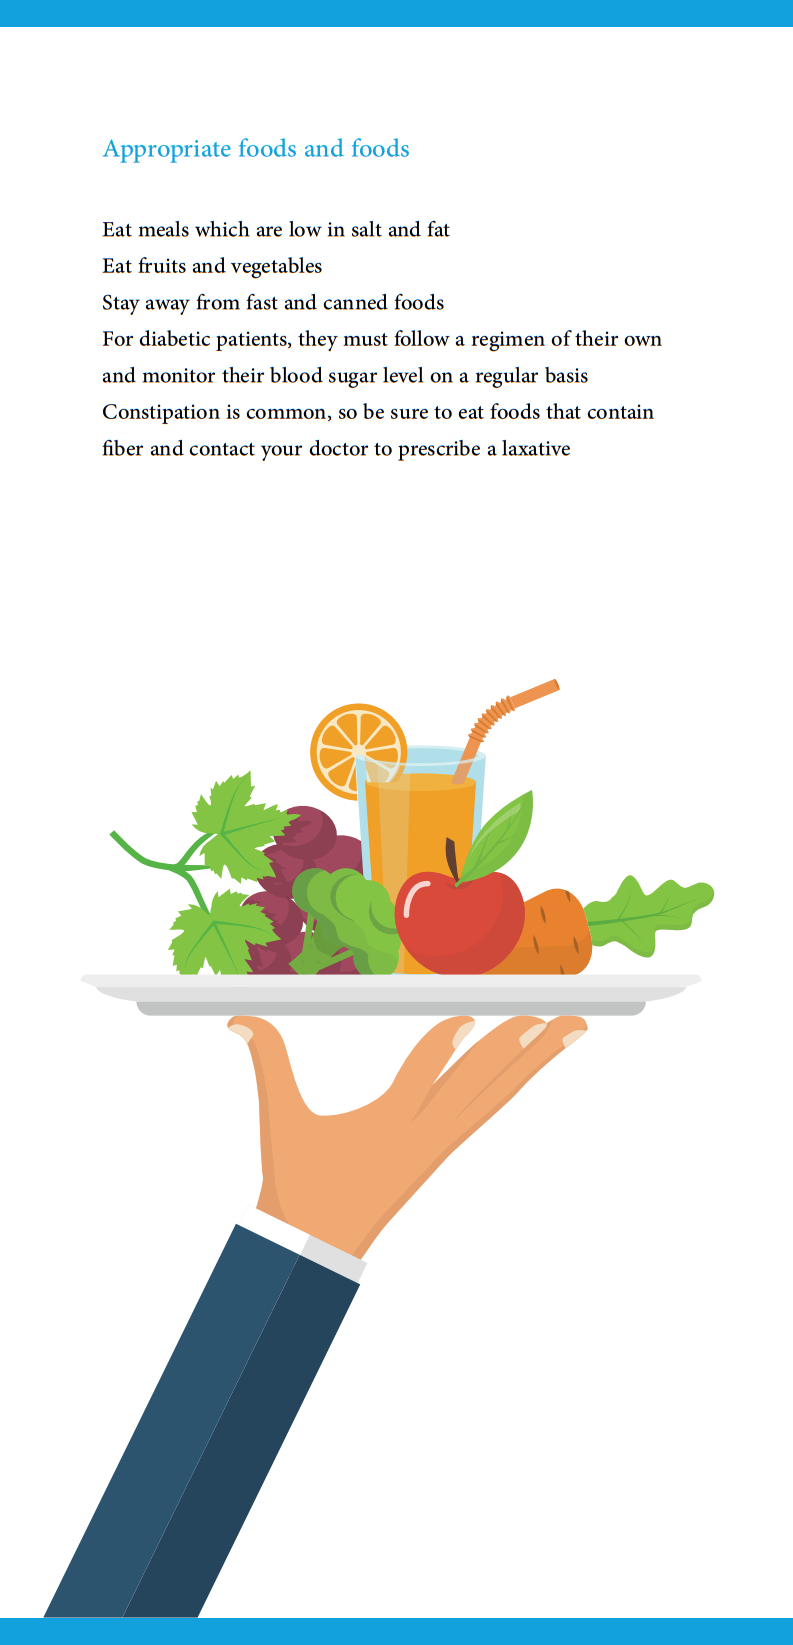 Appropriate foods and foods
Eat meals which are low in salt and fat
Eat fruits and vegetables
Stay away from fast and canned foods
For diabetic patients, they must follow a regimen of their own
and monitor their blood sugar level on a regular basis
Constipation is common, so be sure to eat foods that contain
fiber and contact your doctor to prescribe a laxative